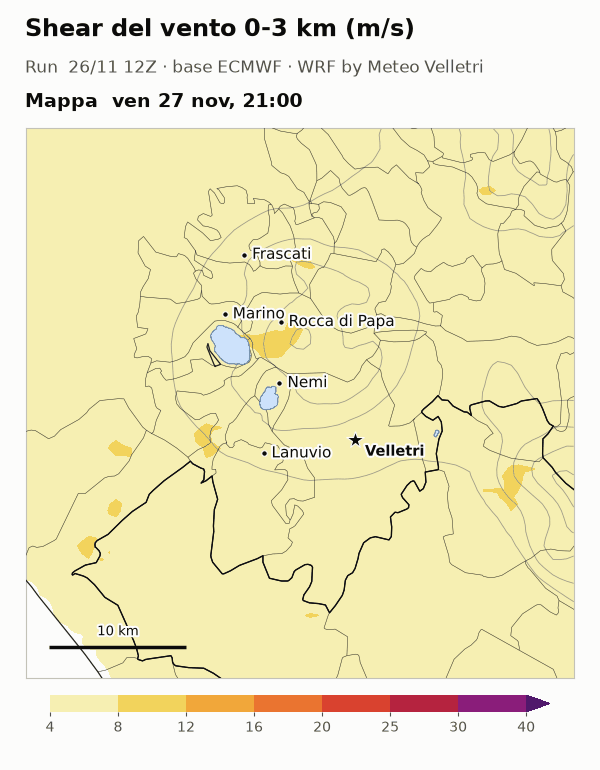 Shear del vento 0-3 km (m/s)
Run  26/11 12Z · base ECMWF · WRF by Meteo Velletri
Mappa  ven 27 nov, 21:00
Frascati
Marino
Rocca di Papa
Nemi
Velletri
Lanuvio
10 km
4 8 12 16 20 25 30 40